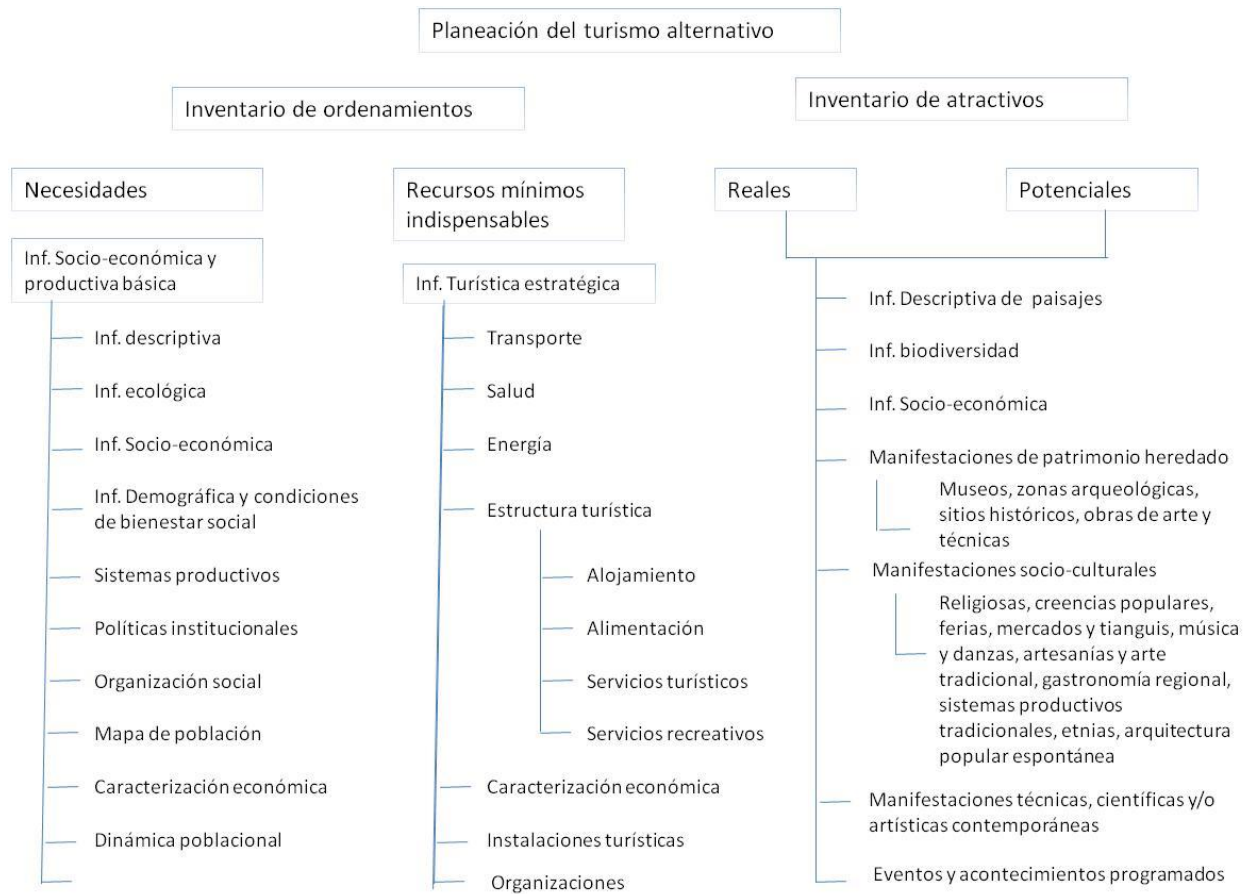 Planeación del turismo alternativo
Inventario de ordenamientos
Inventario de atractivos
Necesidades
Recursos mínimos
indispensables
Reales
Potenciales
Inf. Socio-económica y
productiva básica
Inf. descriptiva
Inf. ecológica
Inf. Socio-económica
Inf. Demográfica y condiciones
de bienestar social
Sistemas productivos
Políticas institucionales
Organización social
Mapa de población
Caracterización económica
Dinámica poblacional
Inf. Turística estratégica
Transporte
Salud
Energía
Estructura turística
Alojamiento
Alimentación
Servicios turísticos
Servicios recreativos
Caracterización económica
Instalaciones turísticas
Organizaciones
Inf. Descriptiva de paisajes
Inf. biodiversidad
Inf. Socio-económica
Manifestaciones de patrimonio heredado
Museos, zonas arqueológicas,
sitios históricos, obras de arte y
técnicas
Manifestaciones socio-culturales
Religiosas, creencias populares,
ferias, mercados y tianguis, música
y danzas, artesanías y arte
tradicional, gastronomía regional,
sistemas productivos
tradicionales, etnias, arquitectura
popular espontánea
Manifestaciones técnicas, científicas y/o
artísticas contemporáneas
Eventos y acontecimientos programados